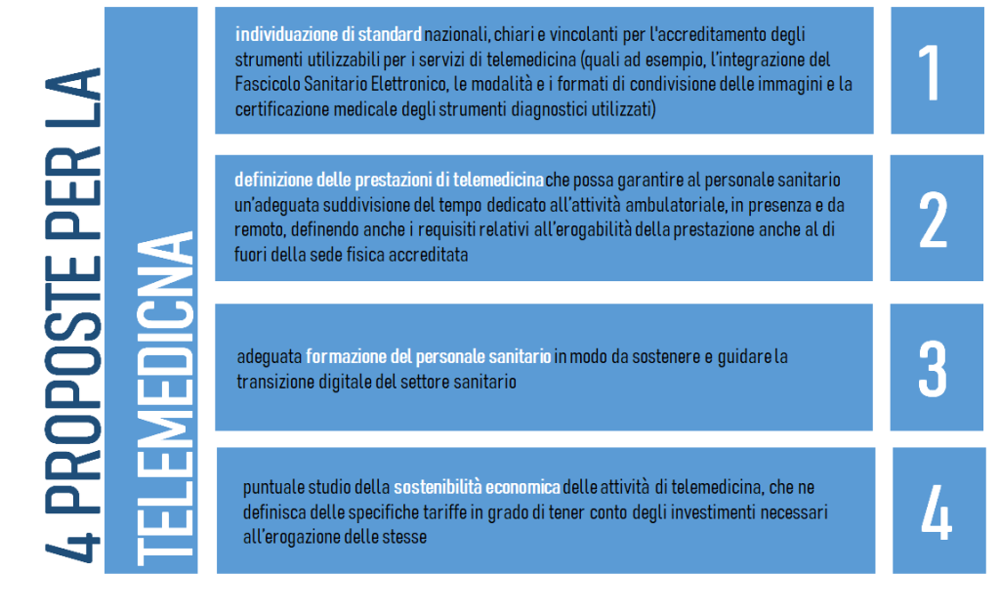 4 PROPOSTE PER LA
TELEMEDICNA
individuazione di standard nazionali, chiari e vincolanti per l'accreditamento degli
strumenti utilizzabili per i servizi di telemedicina (quali ad esempio, l'integrazione del
Fascicolo Sanitario Elettronico, le modalità e i formati di condivisione delle immagini e la
certificazione medicale degli strumenti diagnostici utilizzati)
1
definizione delle prestazioni di telemedicina che possa garantire al personale sanitario
un'adeguata suddivisione del tempo dedicato all'attività ambulatoriale, in presenza e da
remoto, definendo anche i requisiti relativi all'erogabilità della prestazione anche al di
fuori della sede fisica accreditata
2
adeguata formazione del personale sanitario in modo da sostenere e guidare la
transizione digitale del settore sanitario
3
puntuale studio della sostenibilità economica delle attività di telemedicina, che ne
definisca delle specifiche tariffe in grado di tener conto degli investimenti necessari
all'erogazione delle stesse
4